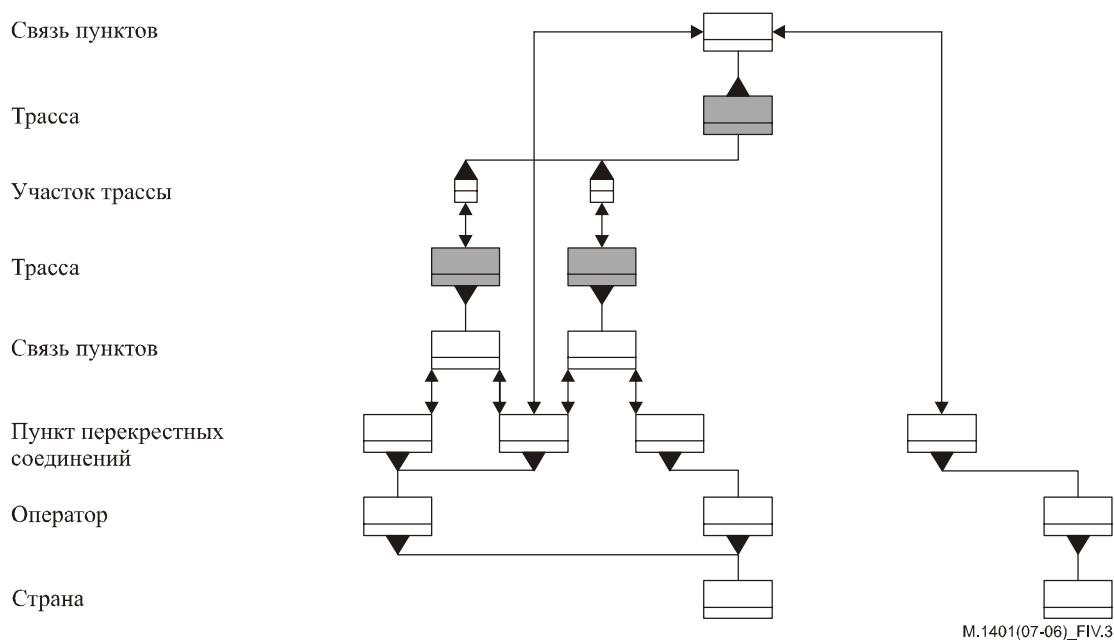 Связь пунктов
Трасса
Участок трассы
Трасса
Связь пунктов
Пункт перекрестных
соединений
Оператор
Страна
M.1401(07-06)_FIV.3